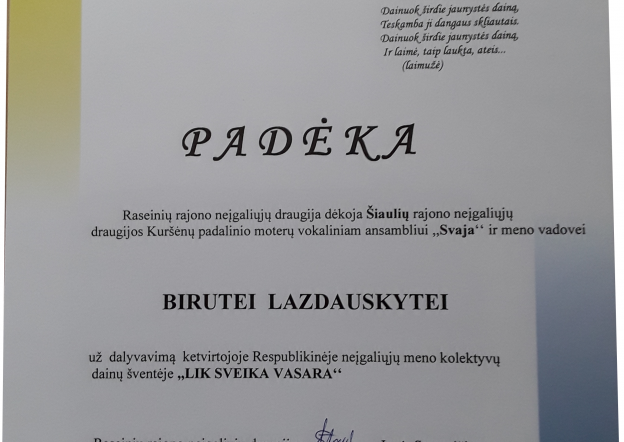 Dainuok širdie jaunystės dainą,
Teskamba ji dangaus skliautais.
Dainuok širdie jaunystės dainą,
Ir laimė, taip laukta, ateis...
(laimužė)
PADĖKA
Raseinių rajono neįgaliųjų draugija dėkoja Šiaulių rajono neįgaliųjų
draugijos Kuršėnų padalinio moterų vokaliniam ansambliui „Svaja“ ir meno vadovei
BIRUTEI LAZDAUSKYTEI
už dalyvavimą ketvirtojoje Respublikinėje neįgaliųjų meno kolektyvų
dainų šventėje „LIK SVEIKA VASARA“